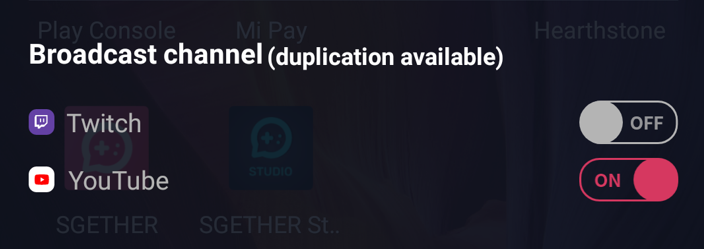 Play Console Mi Pay Hearthstone
Broadcast channel (duplication available)
Twitch OFF
STUDIO
YouTube ON
SGETHER SGETHER St..